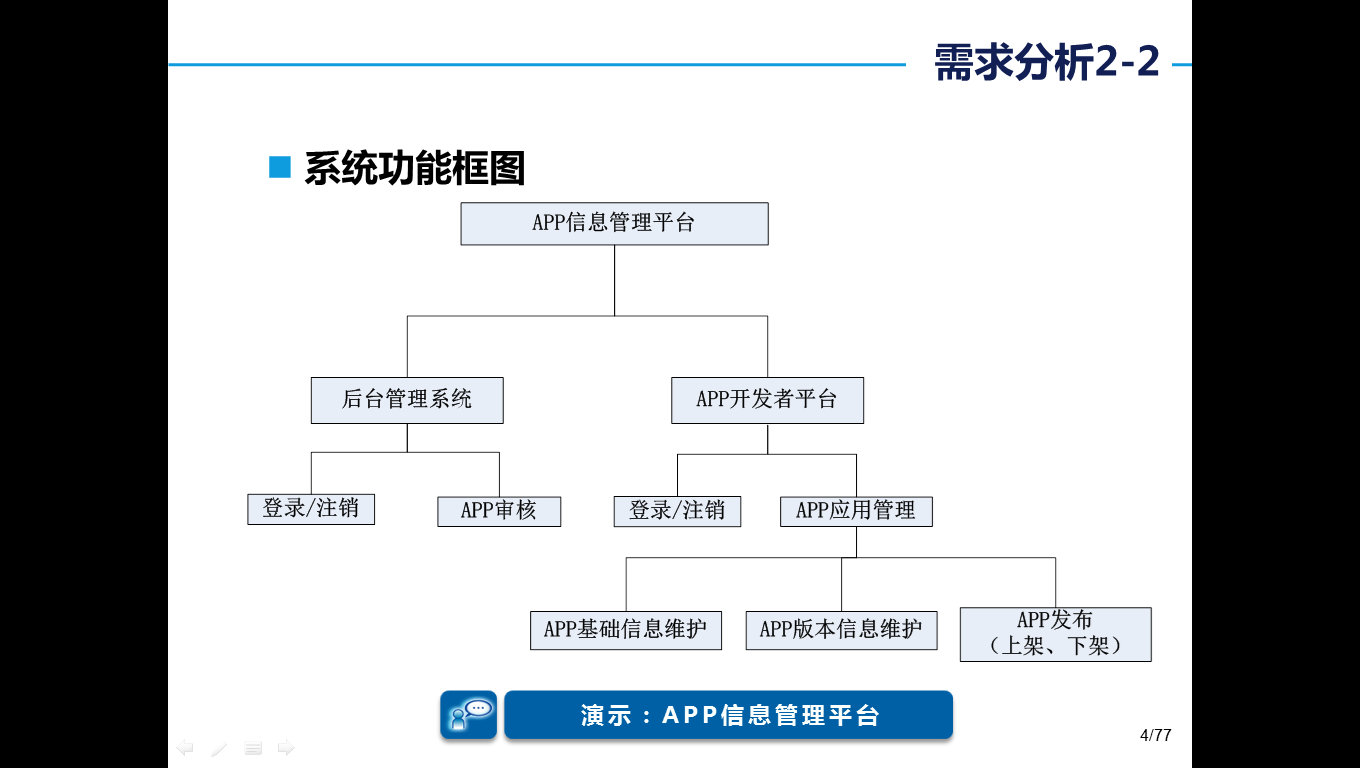 需求分析2-2
系统功能框图
APP信息管理平台
后台管理系统
APP开发者平台
登录/注销
APP审核
登录/注销
APP应用管理
APP基础信息维护
APP版本信息维护
APP发布
（上架、下架）
演示：APP信息管理平台
4/77